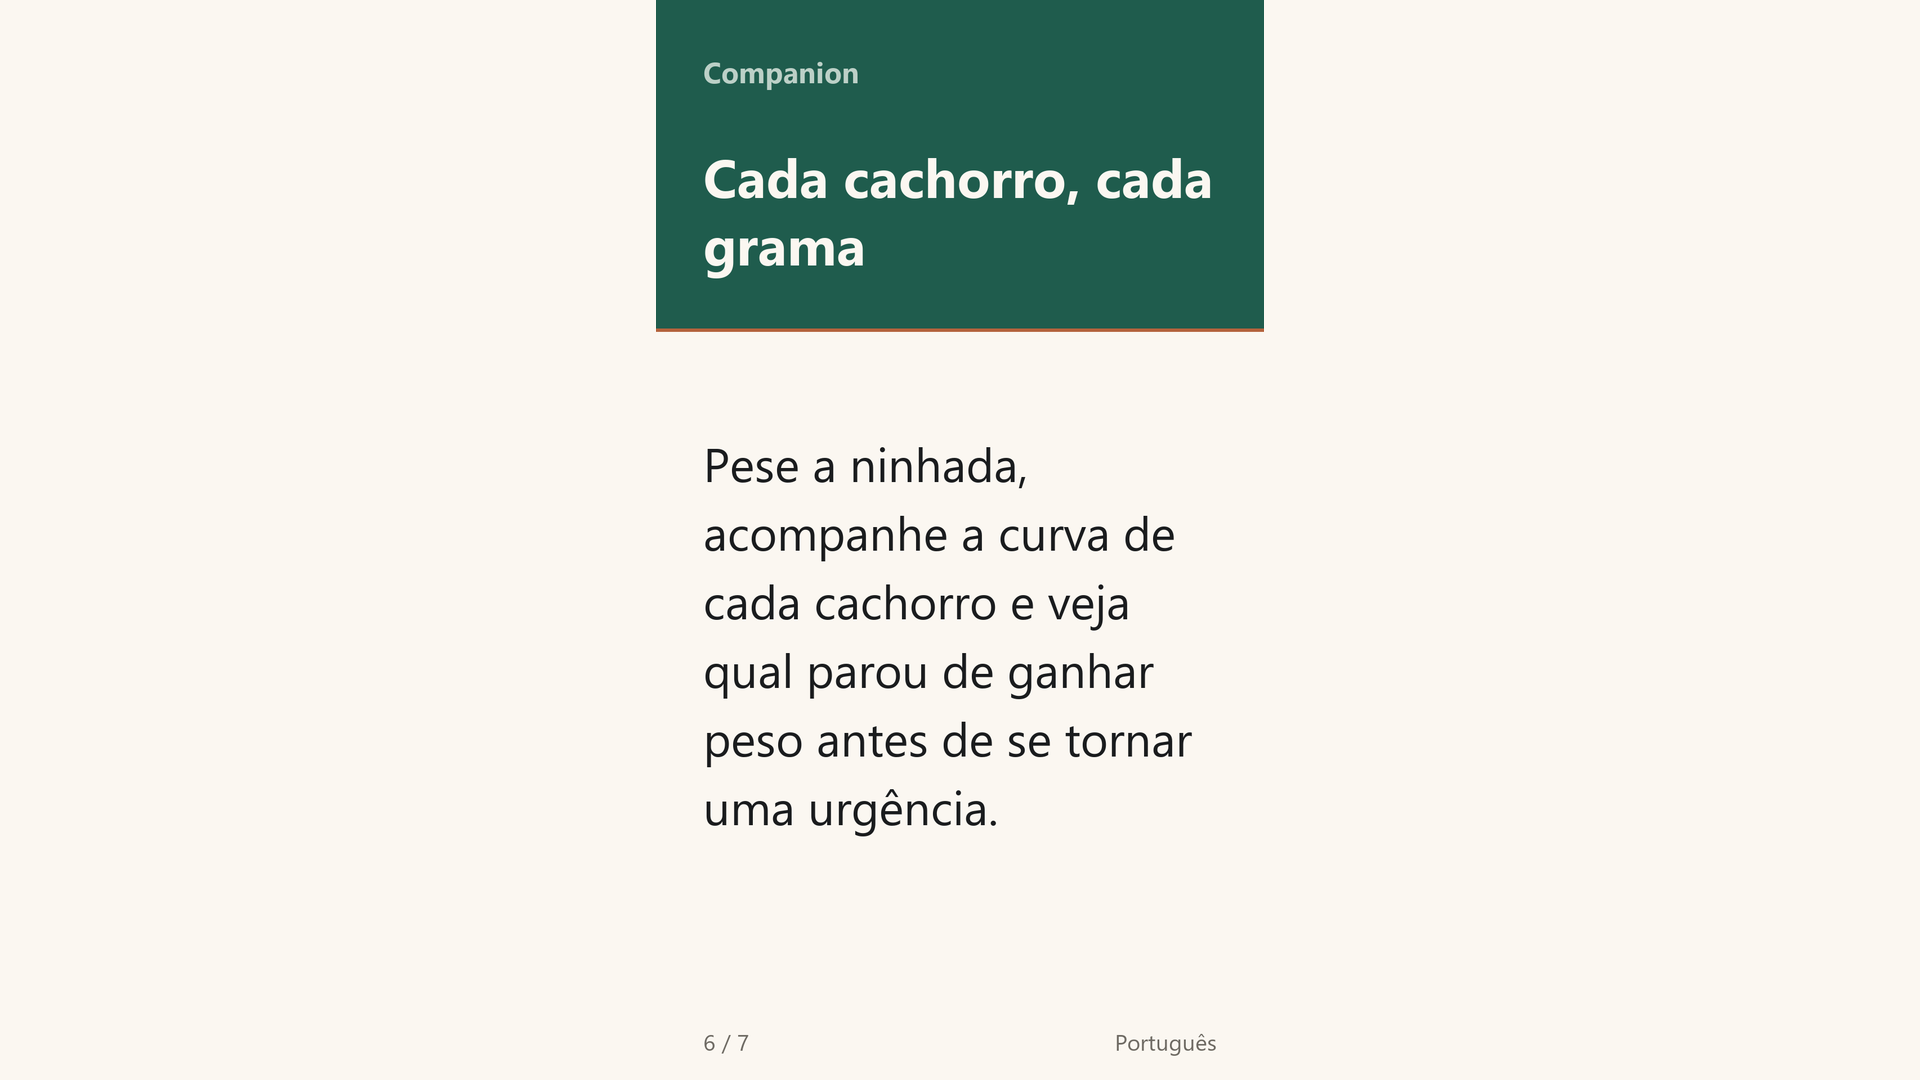 Companion
Cada cachorro, cada
grama
Pese a ninhada,
acompanhe a curva de
cada cachorro e veja
qual parou de ganhar
peso antes de se tornar
uma urgência.
6 / 7
Português